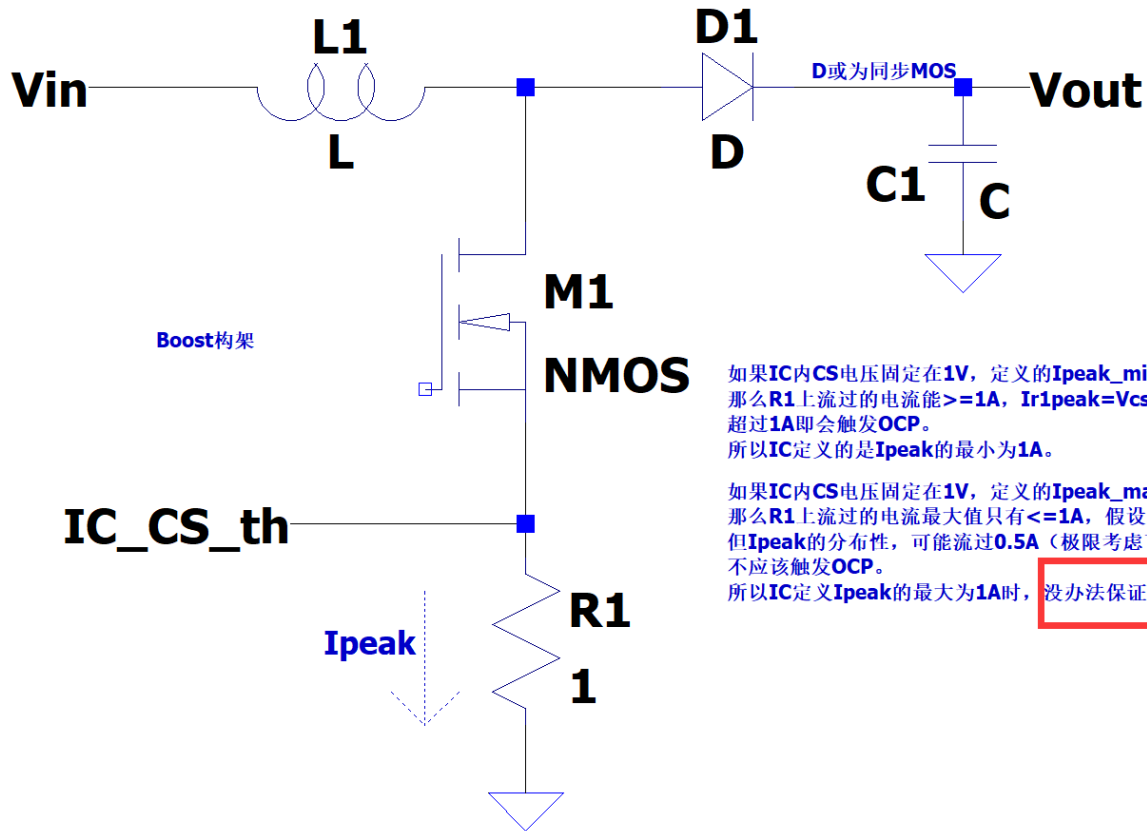 L1
D1
D或为同步MOS
Vin
Vout
L
D
C1
C
M1
Boost构架
NMOS
如果IC内CS电压固定在1V，定义的Ipeak_mi
那么R1上流过的电流能>=1A，Ir1peak=Vcs
超过1A即会触发OCP。
所以IC定义的是Ipeak的最小为1A。
如果IC内CS电压固定在1V，定义的Ipeak_ma
那么R1上流过的电流最大值只有<=1A，假设
但Ipeak的分布性，可能流过0.5A（极限考虑
不应该触发OCP。
所以IC定义Ipeak的最大为1A时，没办法保证
IC_CS_th
R1
Ipeak
1